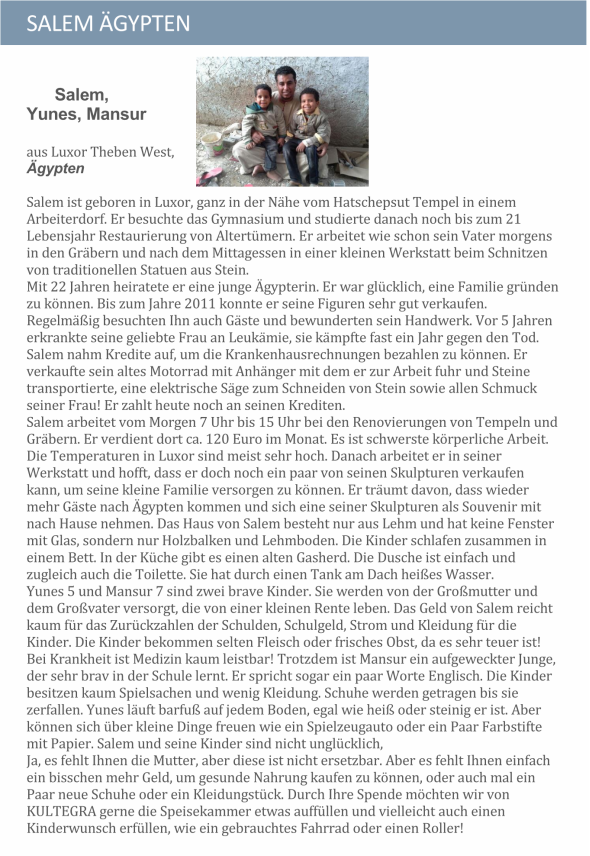 SALEM ÄGYPTEN
Salem,
Yunes, Mansur
aus Luxor Theben West,
Ägypten
Salem ist geboren in Luxor, ganz in der Nähe vom Hatschepsut Tempel in einem
Arbeiterdorf. Er besuchte das Gymnasium und studierte danach noch bis zum 21
Lebensjahr Restaurierung von Altertümern. Er arbeitet wie schon sein Vater morgens
in den Gräbern und nach dem Mittagessen in einer kleinen Werkstatt beim Schnitzen
von traditionellen Statuen aus Stein.
Mit 22 Jahren heiratete er eine junge Ägypterin. Er war glücklich, eine Familie gründen
zu können. Bis zum Jahre 2011 konnte er seine Figuren sehr gut verkaufen.
Regelmäßig besuchten Ihn auch Gäste und bewunderten sein Handwerk. Vor 5 Jahren
erkrankte seine geliebte Frau an Leukämie, sie kämpfte fast ein Jahr gegen den Tod.
Salem nahm Kredite auf, um die Krankenhausrechnungen bezahlen zu können. Er
verkaufte sein altes Motorrad mit Anhänger mit dem er zur Arbeit fuhr und Steine
transportierte, eine elektrische Säge zum Schneiden von Stein sowie allen Schmuck
seiner Frau! Er zahlt heute noch an seinen Krediten.
Salem arbeitet vom Morgen 7 Uhr bis 15 Uhr bei den Renovierungen von Tempeln und
Gräbern. Er verdient dort ca. 120 Euro im Monat. Es ist schwerste körperliche Arbeit.
Die Temperaturen in Luxor sind meist sehr hoch. Danach arbeitet er in seiner
Werkstatt und hofft, dass er doch noch ein paar von seinen Skulpturen verkaufen
kann, um seine kleine Familie versorgen zu können. Er träumt davon, dass wieder
mehr Gäste nach Ägypten kommen und sich eine seiner Skulpturen als Souvenir mit
nach Hause nehmen. Das Haus von Salem besteht nur aus Lehm und hat keine Fenster
mit Glas, sondern nur Holzbalken und Lehmboden. Die Kinder schlafen zusammen in
einem Bett. In der Küche gibt es einen alten Gasherd. Die Dusche ist einfach und
zugleich auch die Toilette. Sie hat durch einen Tank am Dach heißes Wasser.
Yunes 5 und Mansur 7 sind zwei brave Kinder. Sie werden von der Großmutter und
dem Großvater versorgt, die von einer kleinen Rente leben. Das Geld von Salem reicht
kaum für das Zurückzahlen der Schulden, Schulgeld, Strom und Kleidung für die
Kinder. Die Kinder bekommen selten Fleisch oder frisches Obst, da es sehr teuer ist!
Bei Krankheit ist Medizin kaum leistbar! Trotzdem ist Mansur ein aufgeweckter Junge,
der sehr brav in der Schule lernt. Er spricht sogar ein paar Worte Englisch. Die Kinder
besitzen kaum Spielsachen und wenig Kleidung. Schuhe werden getragen bis sie
zerfallen. Yunes läuft barfuß auf jedem Boden, egal wie heiß oder steinig er ist. Aber
können sich über kleine Dinge freuen wie ein Spielzeugauto oder ein Paar Farbstifte
mit Papier. Salem und seine Kinder sind nicht unglücklich,
Ja, es fehlt Ihnen die Mutter, aber diese ist nicht ersetzbar. Aber es fehlt Ihnen einfach
ein bisschen mehr Geld, um gesunde Nahrung kaufen zu können, oder auch mal ein
Paar neue Schuhe oder ein Kleidungstück. Durch Ihre Spende möchten wir von
KULTEGRA gerne die Speisekammer etwas auffüllen und vielleicht auch einen
Kinderwunsch erfüllen, wie ein gebrauchtes Fahrrad oder einen Roller!